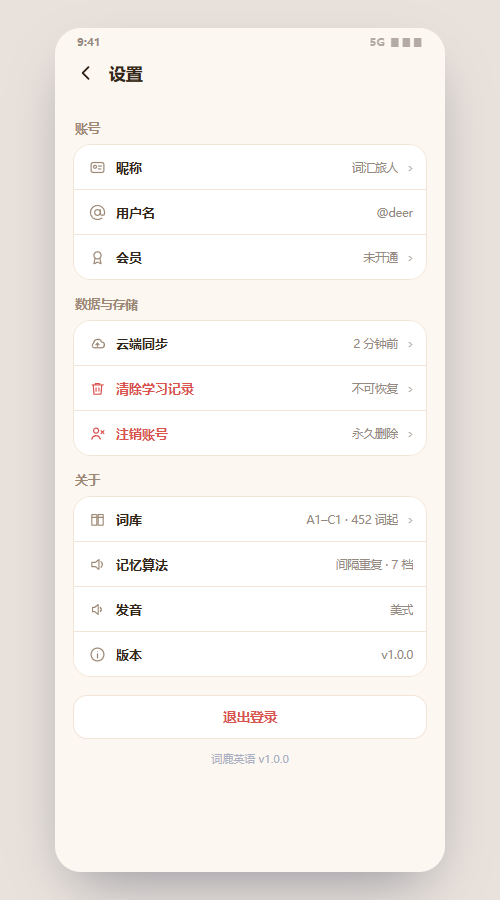 9:41 5G
设置
账号
昵称 词汇旅人 ›
用户名 @deer
会员 未开通 ›
数据与存储
云端同步 2 分钟前 ›
清除学习记录 不可恢复 ›
注销账号 永久删除 ›
关于
词库 A1–C1 · 452 词起 ›
记忆算法 间隔重复 · 7 档
发音 美式
版本 v1.0.0
退出登录
词鹿英语 v1.0.0